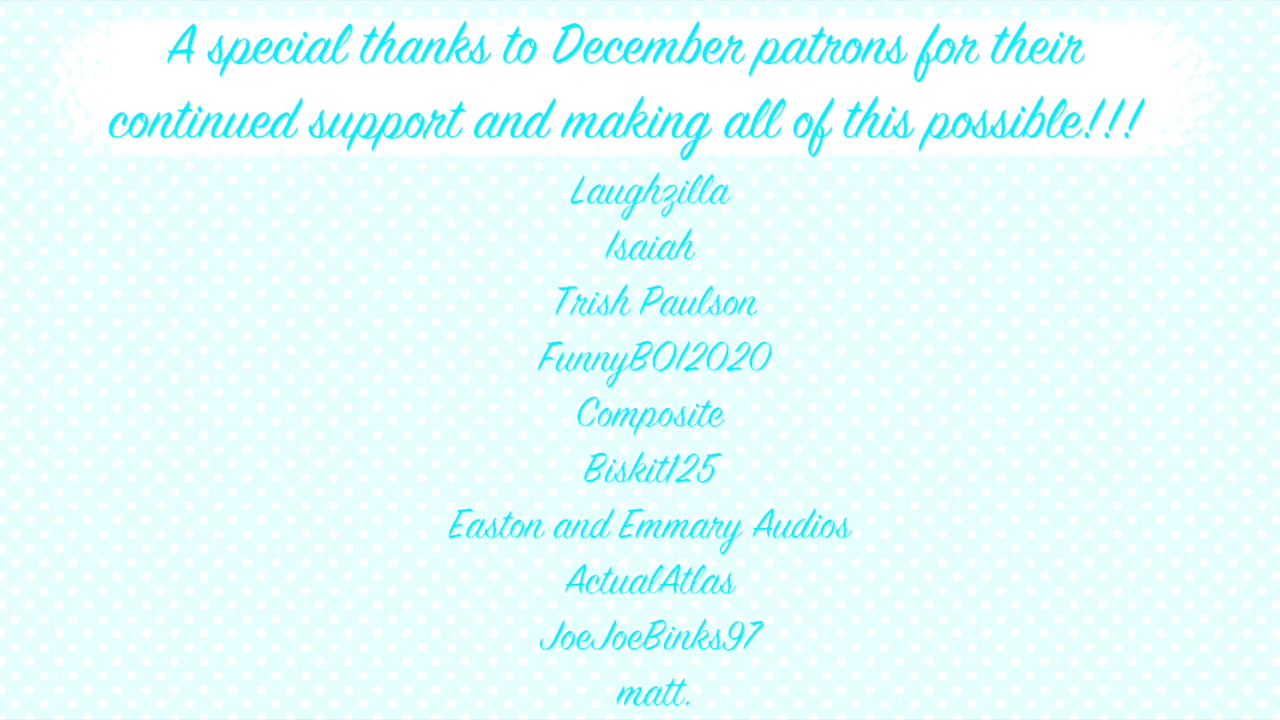 A special thanks to December patrons for their
continued support and making all of this possible!!!
Laughzilla
Isaiah
Trish Paulson
FunnyBOI2020
Composite
Biskit125
Easton and Emmary Audios
ActualAtlas
JoeJoeBinks97
matt.